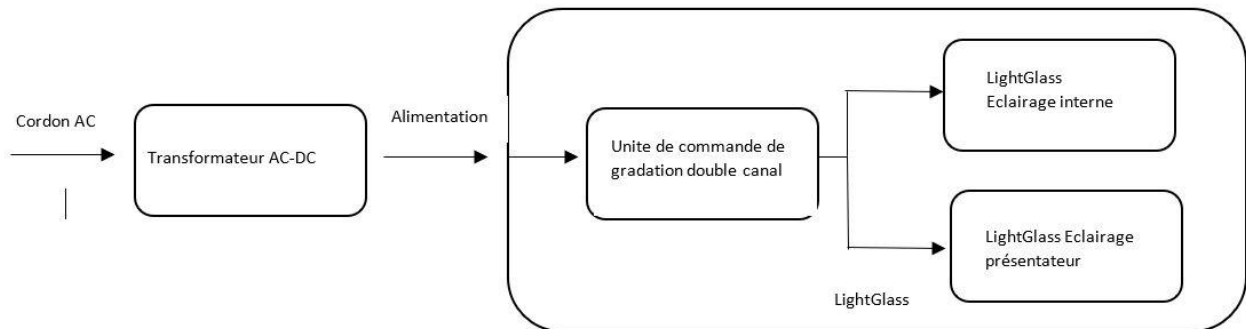 Cordon AC
Transformateur AC-DC
Alimentation
Unite de commande de
gradation double canal
LightGlass
Eclairage interne
LightGlass Eclairage
présentateur
LightGlass